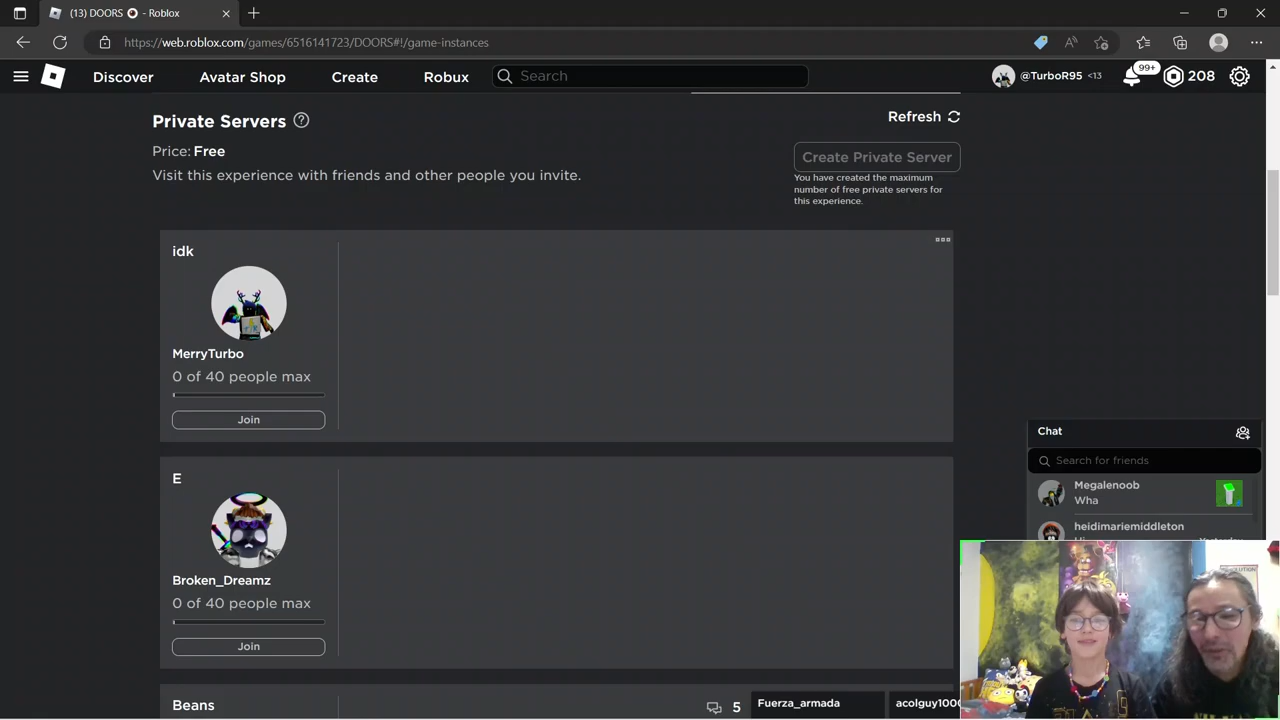 (13) DOORS - Roblox
https://web.roblox.com/games/6516141723/DOORS#!/game-instances
Discover
Avatar Shop
Create
Robux
Search
@TurboR95 <13
99+
208
Private Servers
Refresh
Price: Free
Create Private Server
Visit this experience with friends and other people you invite.
You have created the maximum
number of free private servers for
this experience.
idk
MerryTurbo
0 of 40 people max
Join
E
Broken_Dreamz
0 of 40 people max
Join
Beans
5
Fuerza_armada
acolguy1000
Chat
Search for friends
Megalenoob
Wha
heidimariemiddleton